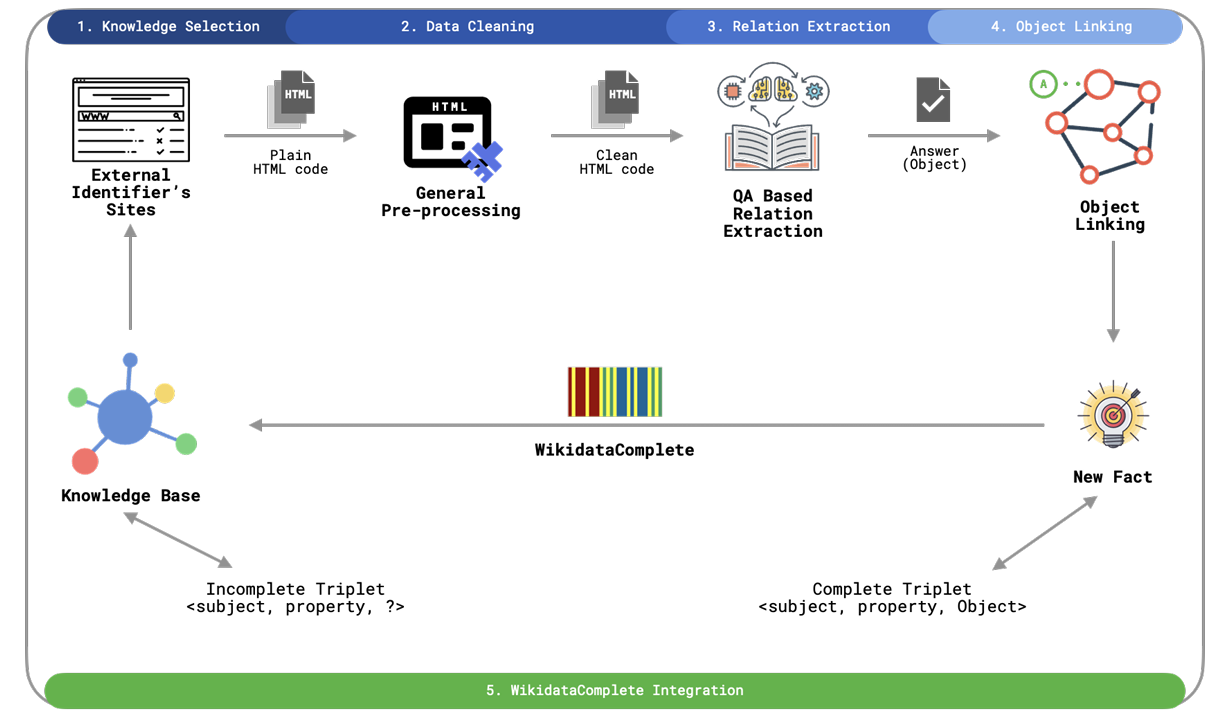 1. Knowledge Selection
2. Data Cleaning
3. Relation Extraction
4. Object Linking
WWW
External
Identifier's
Sites
HTML
Plain
HTML code
HTML
General
Pre-processing
HTML
Clean
HTML code
QA Based
Relation
Extraction
Answer
(Object)
A
Object
Linking
Knowledge Base
WikidataComplete
New Fact
Incomplete Triplet
<subject, property, ?>
Complete Triplet
<subject, property, Object>
5. WikidataComplete Integration